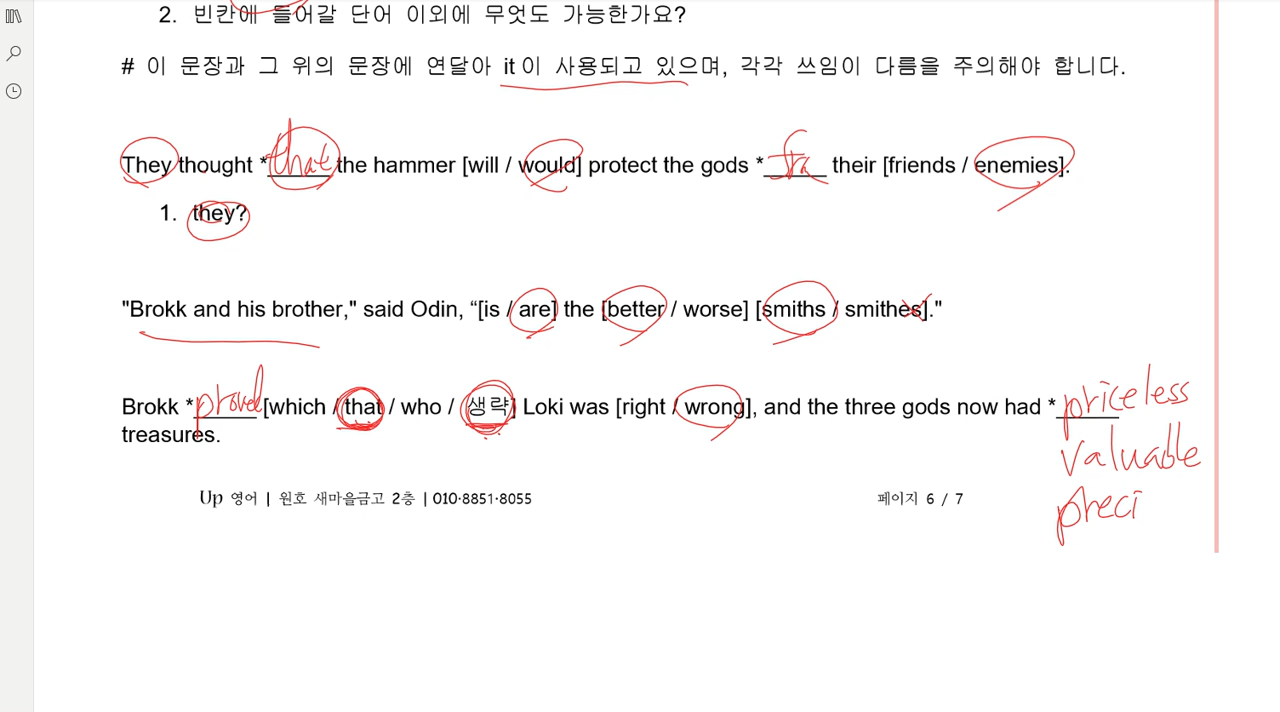 2. 빈칸에 들어갈 단어 이외에 무엇도 가능한가요?
# 이 문장과 그 위의 문장에 연달아 it이 사용되고 있으며, 각각 쓰임이 다름을 주의해야 합니다.
They thought *that the hammer [will / would] protect the gods * their [friends / enemies].
1. they?
"Brokk and his brother," said Odin, “[is / are] the [better / worse] [smiths / smithes]."
Brokk *proved [which / that / who / 생략] Loki was [right / wrong], and the three gods now had *priceless
treasures.
valuable
preci
Up 영어 | 원호 새마을금고 2층 | 010·8851·8055
페이지 6 / 7